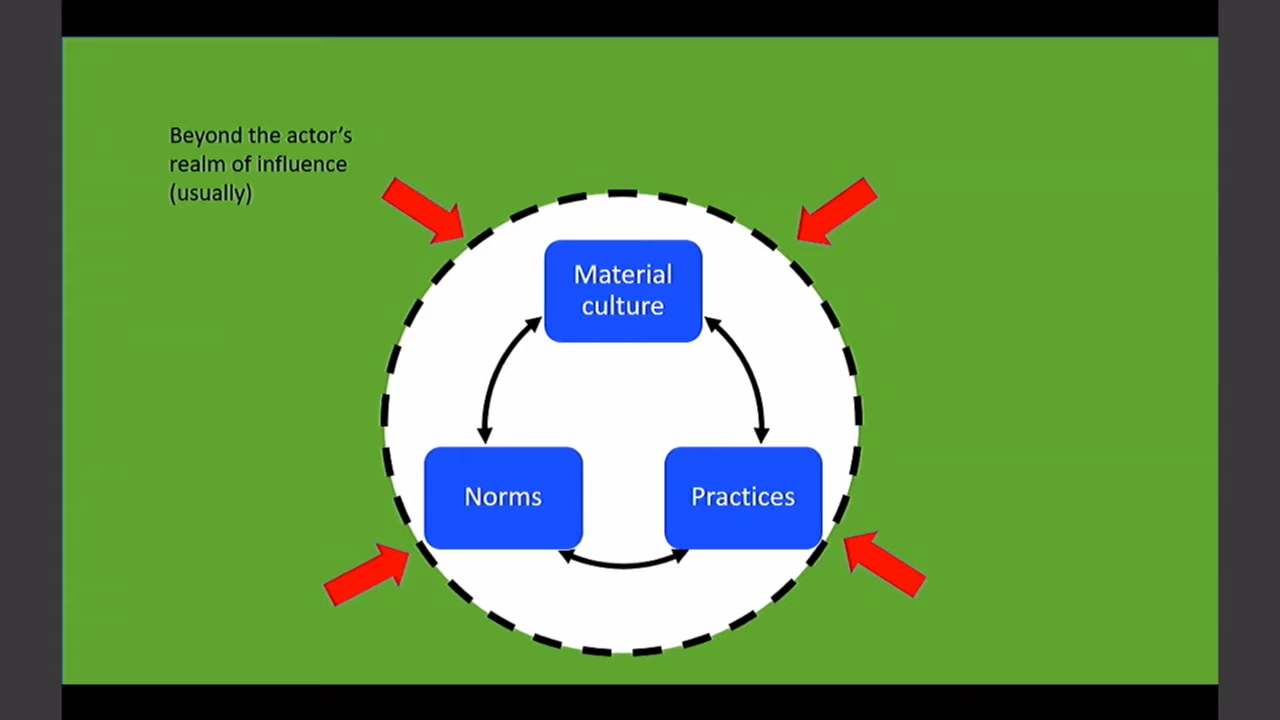 Beyond the actor’s
realm of influence
(usually)
Material
culture
Norms
Practices